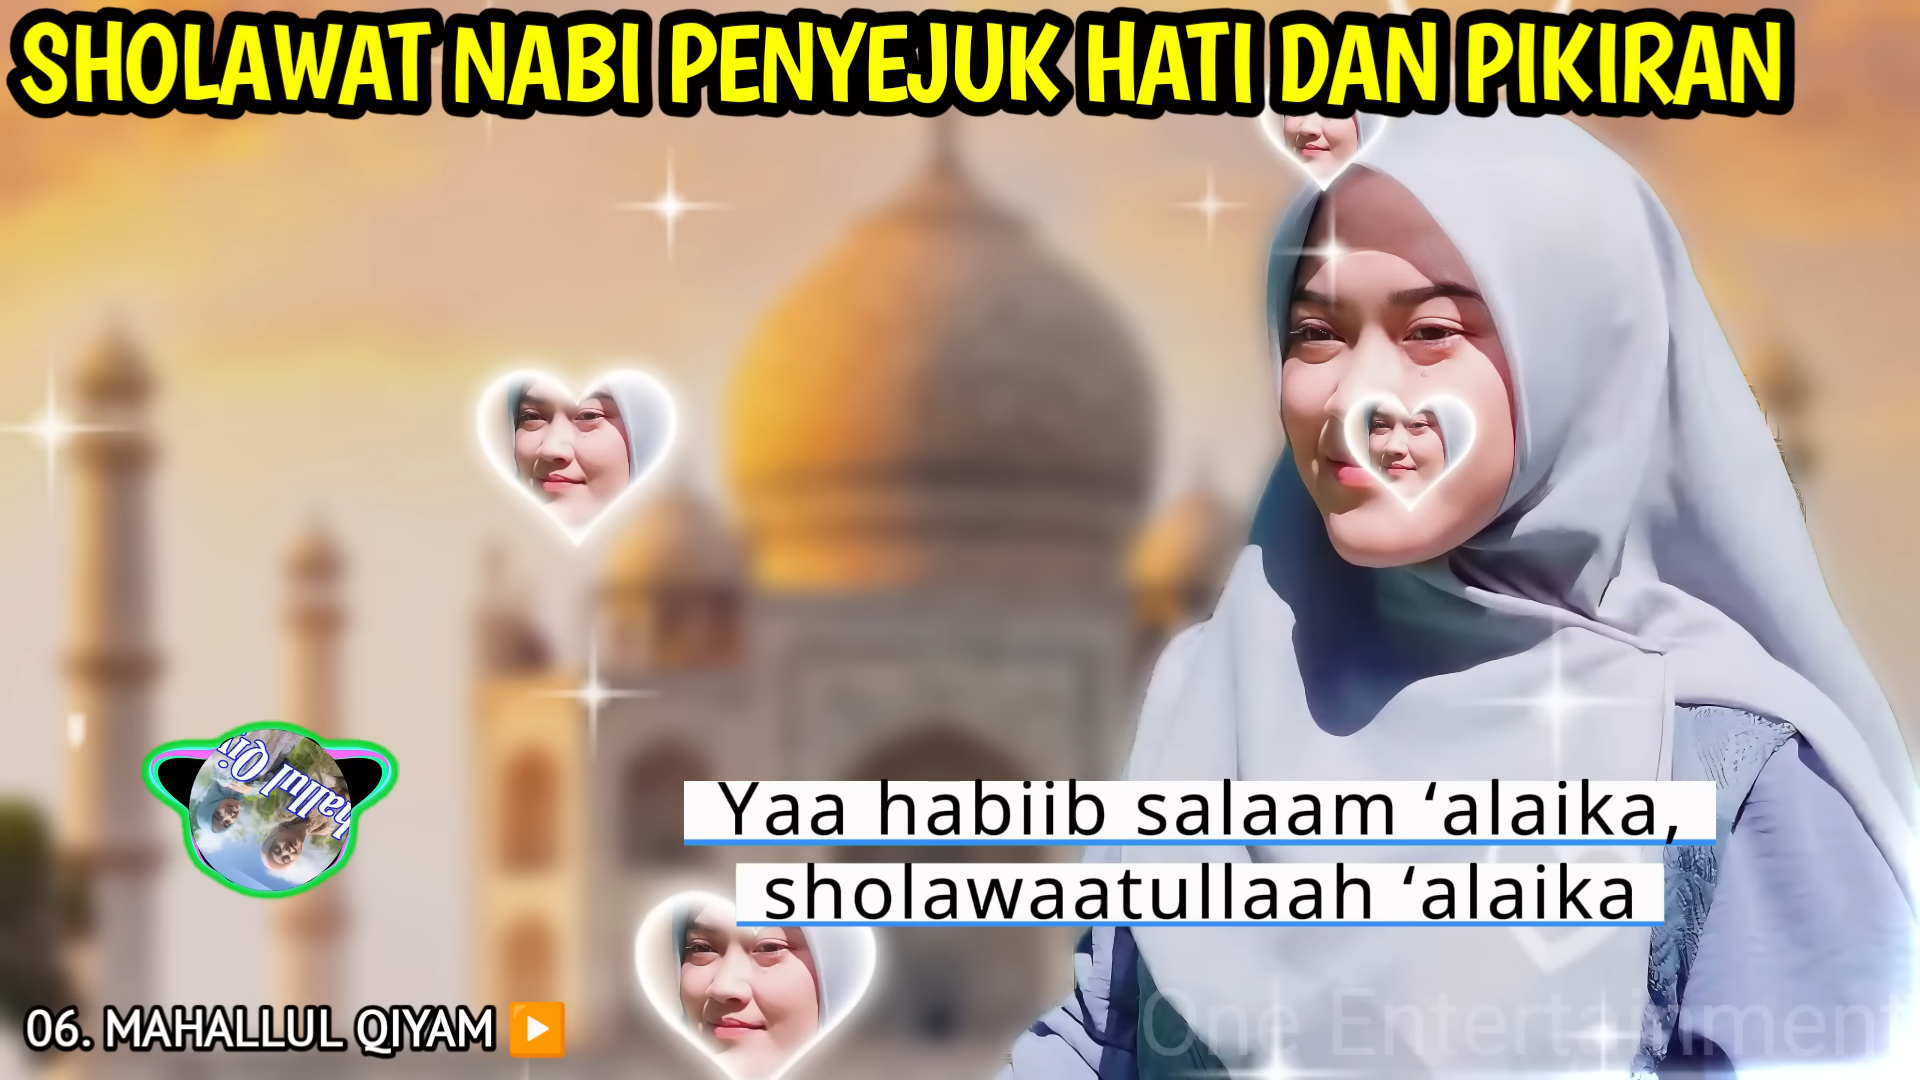 SHOLAWAT NABI PENYEJUK HATI DAN PIKIRAN
Yaa habiib salaam ‘alaika,
sholawaatullaah ‘alaika
06. MAHALLUL QIYAM
One Entertainment